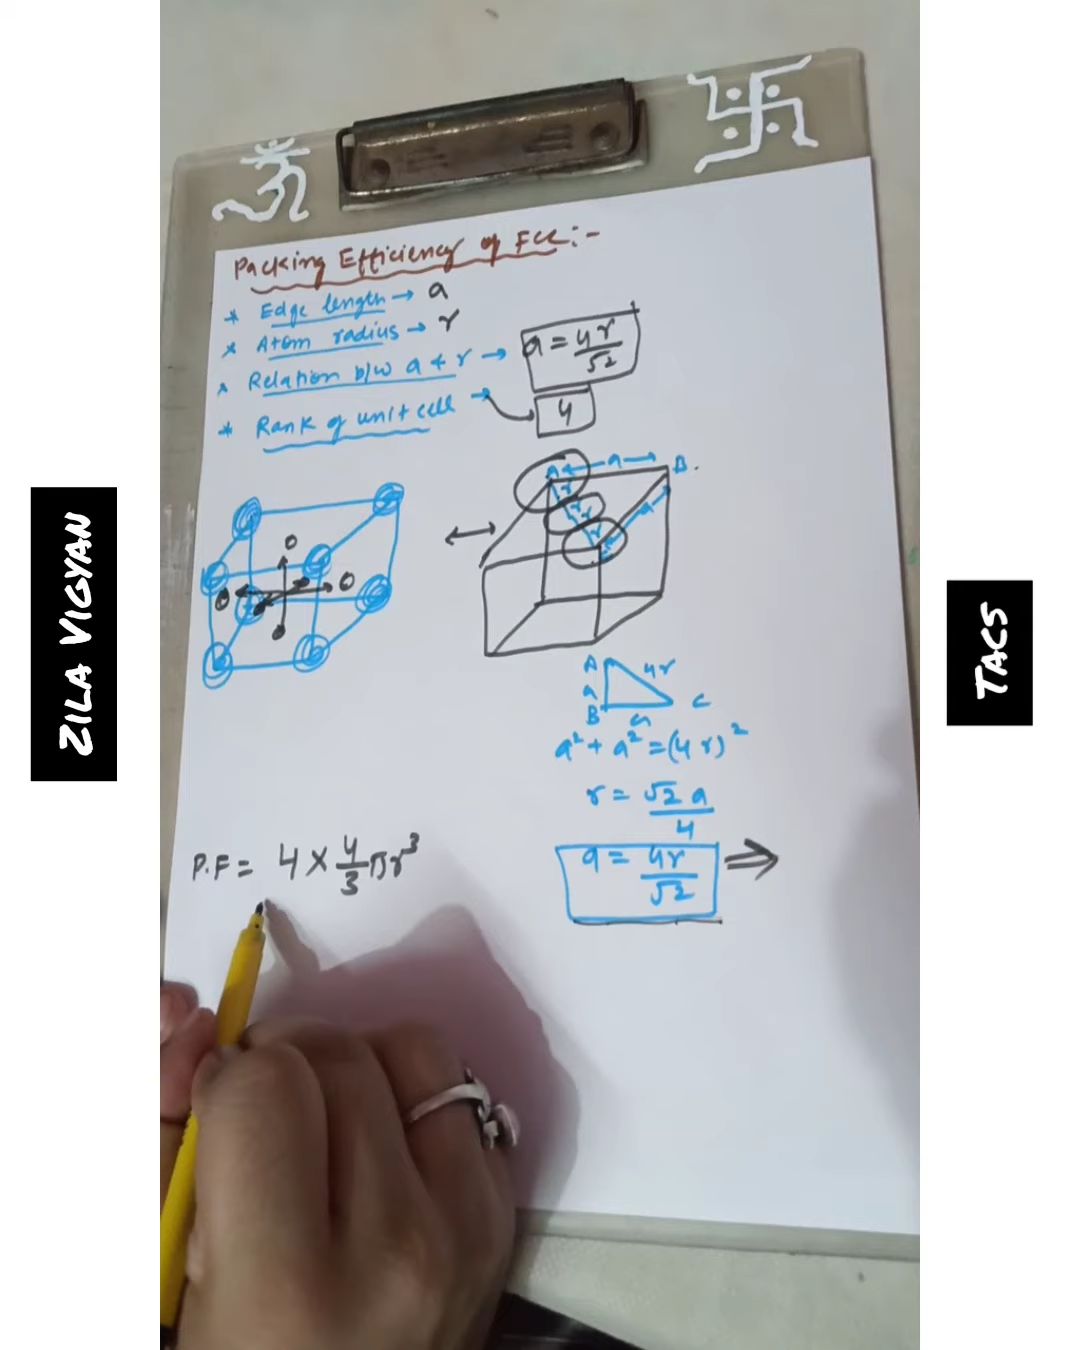 ॐ
Packing Efficiency of Fcc:-
* Edge length → a
* Atom radius → r
* Relation b/w a & r → a = 4r/√2
* Rank of unit cell → 4
A ← a → B.
r
r
r
r
a
A 4r
a
B a C
a² + a² = (4r)²
r = √2 a/4
a = 4r/√2 ⇒
P.F = 4 × 4/3 πr³
ZILA VIGYAN
TACS